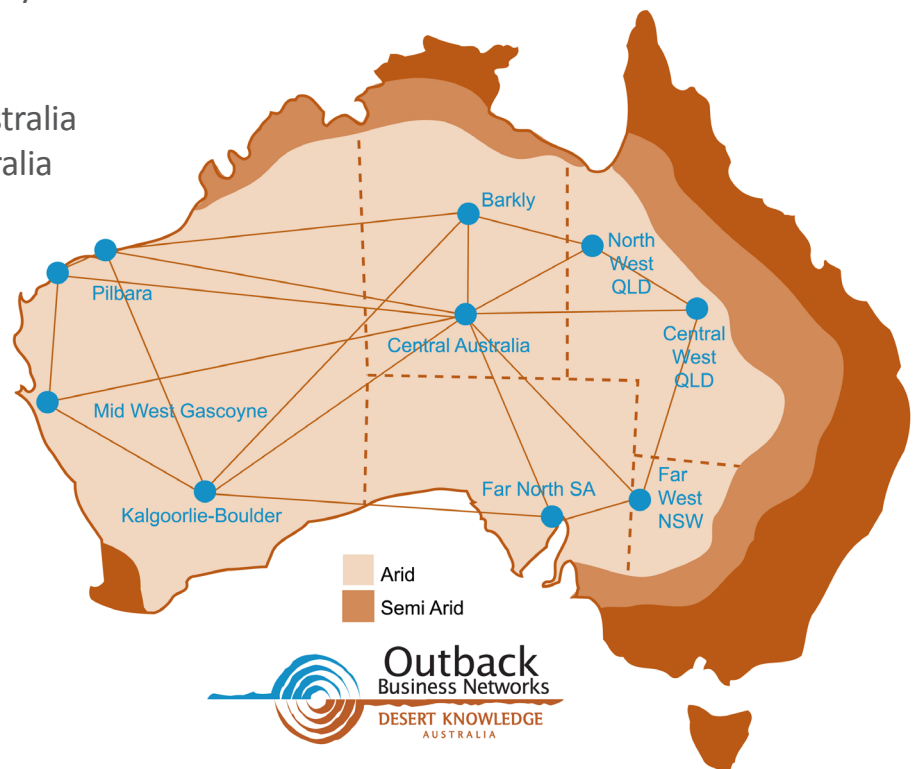 stralia
ralia
Barkly
North
West
QLD
Pilbara
Central Australia
Central
West
QLD
Mid West Gascoyne
Far North SA
Far
West
NSW
Kalgoorlie-Boulder
Arid
Semi Arid
Outback
Business Networks
DESERT KNOWLEDGE
AUSTRALIA